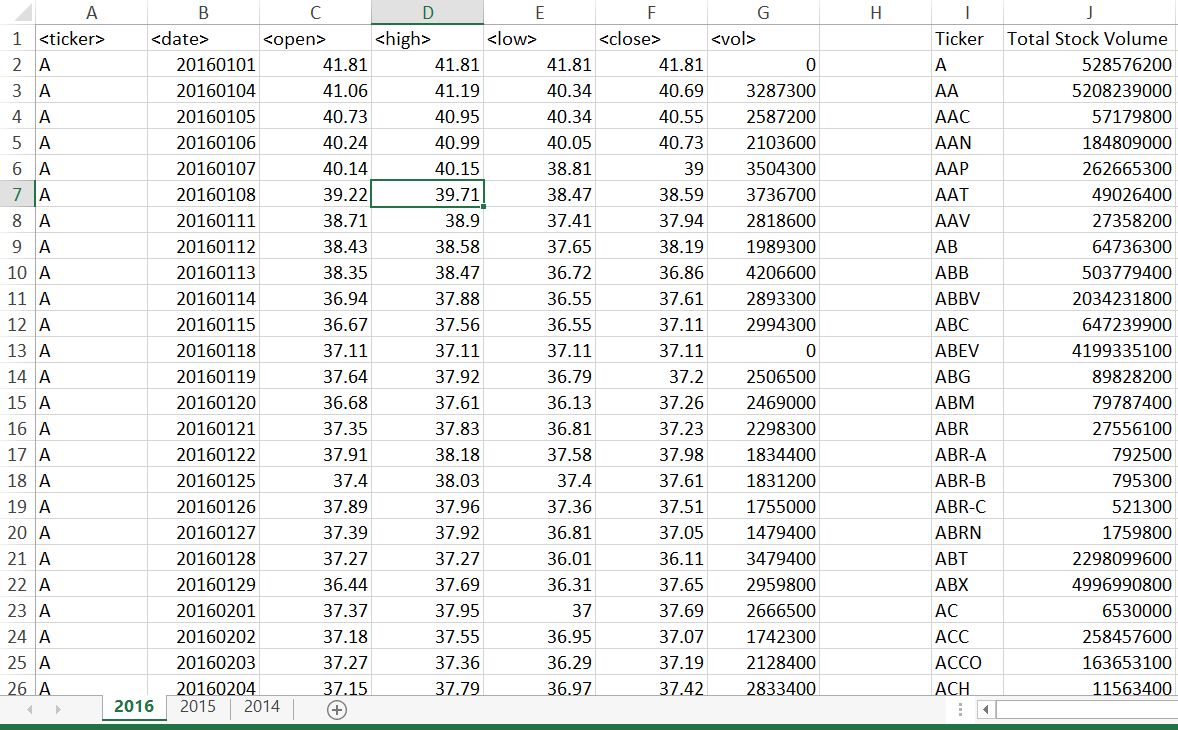 A B C D E F G H I J
1 <ticker> <date> <open> <high> <low> <close> <vol> Ticker Total Stock Volume
2 A 20160101 41.81 41.81 41.81 41.81 0 A 528576200
3 A 20160104 41.06 41.19 40.34 40.69 3287300 AA 5208239000
4 A 20160105 40.73 40.95 40.34 40.55 2587200 AAC 57179800
5 A 20160106 40.24 40.99 40.05 40.73 2103600 AAN 184809000
6 A 20160107 40.14 40.15 38.81 39 3504300 AAP 262665300
7 A 20160108 39.22 39.71 38.47 38.59 3736700 AAT 49026400
8 A 20160111 38.71 38.9 37.41 37.94 2818600 AAV 27358200
9 A 20160112 38.43 38.58 37.65 38.19 1989300 AB 64736300
10 A 20160113 38.35 38.47 36.72 36.86 4206600 ABB 503779400
11 A 20160114 36.94 37.88 36.55 37.61 2893300 ABBV 2034231800
12 A 20160115 36.67 37.56 36.55 37.11 2994300 ABC 647239900
13 A 20160118 37.11 37.11 37.11 37.11 0 ABEV 4199335100
14 A 20160119 37.64 37.92 36.79 37.2 2506500 ABG 89828200
15 A 20160120 36.68 37.61 36.13 37.26 2469000 ABM 79787400
16 A 20160121 37.35 37.83 36.81 37.23 2298300 ABR 27556100
17 A 20160122 37.91 38.18 37.58 37.98 1834400 ABR-A 792500
18 A 20160125 37.4 38.03 37.4 37.61 1831200 ABR-B 795300
19 A 20160126 37.89 37.96 37.36 37.51 1755000 ABR-C 521300
20 A 20160127 37.39 37.92 36.81 37.05 1479400 ABRN 1759800
21 A 20160128 37.27 37.27 36.01 36.11 3479400 ABT 2298099600
22 A 20160129 36.44 37.69 36.31 37.65 2959800 ABX 4996990800
23 A 20160201 37.37 37.95 37 37.69 2666500 AC 6530000
24 A 20160202 37.18 37.55 36.95 37.07 1742300 ACC 258457600
25 A 20160203 37.27 37.36 36.29 37.19 2128400 ACCO 163653100
26 A 20160204 37.15 37.79 36.97 37.42 2833400 ACH 11563400
2016 2015 2014